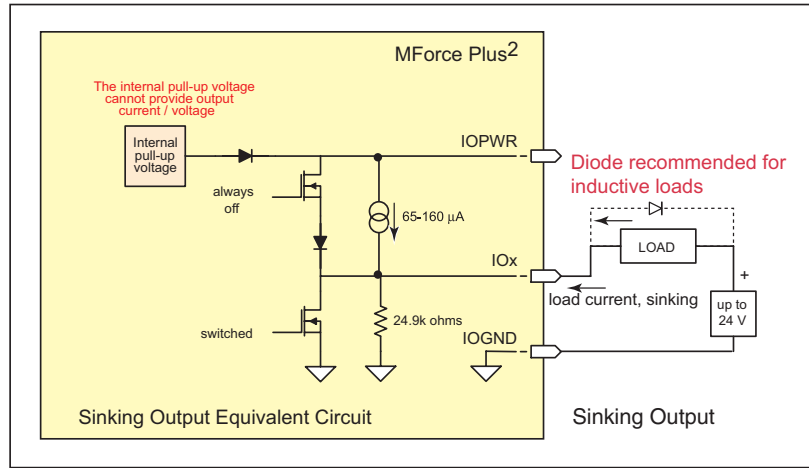 MForce Plus2
The internal pull-up voltage
cannot provide output
current / voltage
Internal
pull-up
voltage
IOPWR
Diode recommended for
inductive loads
always
off
65-160 µA
LOAD
IOx
+
load current, sinking
up to
24 V
switched
24.9k ohms
IOGND
Sinking Output Equivalent Circuit
Sinking Output